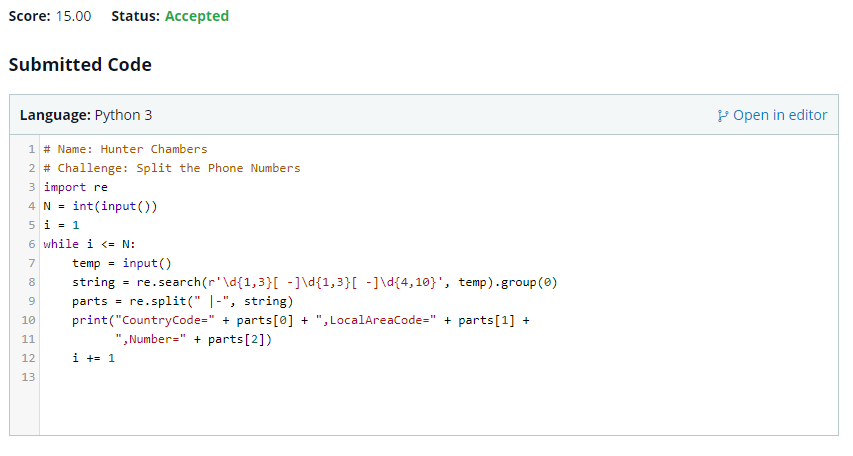 Score: 15.00 Status: Accepted
Submitted Code
Language: Python 3 Open in editor
1 # Name: Hunter Chambers
2 # Challenge: Split the Phone Numbers
3 import re
4 N = int(input())
5 i = 1
6 while i <= N:
7     temp = input()
8     string = re.search(r'\d{1,3}[ -]\d{1,3}[ -]\d{4,10}', temp).group(0)
9     parts = re.split(" |-", string)
10     print("CountryCode=" + parts[0] + ",LocalAreaCode=" + parts[1] +
11           ",Number=" + parts[2])
12     i += 1
13